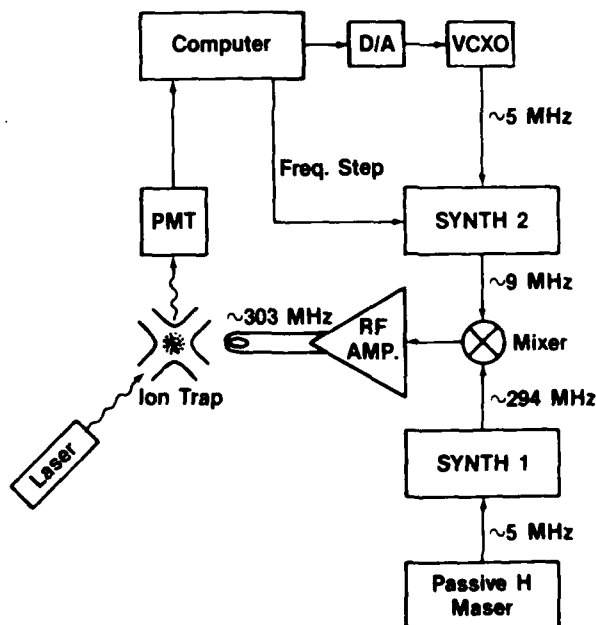 Computer
D/A
VCXO
~5 MHz
Freq. Step
PMT
SYNTH 2
~9 MHz
~303 MHz
RF
AMP.
Mixer
Ion Trap
~294 MHz
Laser
SYNTH 1
~5 MHz
Passive H
Maser